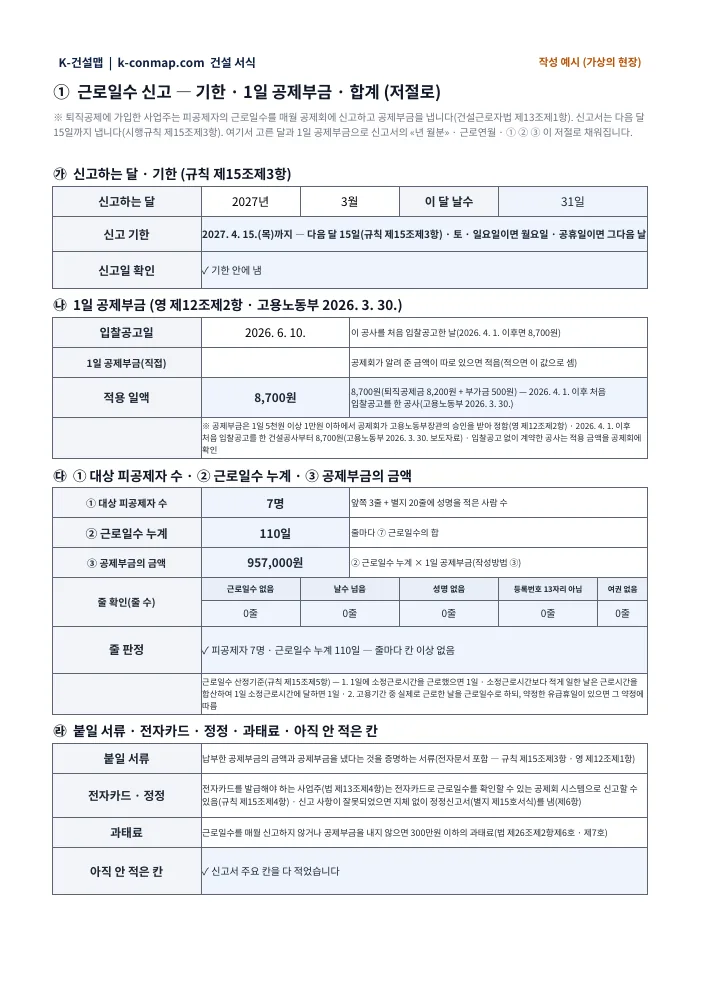 K-건설맵 | k-conmap.com 건설 서식
작성 예시 (가상의 현장)
① 근로일수 신고 — 기한 · 1일 공제부금 · 합계 (저절로)
※ 퇴직공제에 가입한 사업주는 피공제자의 근로일수를 매월 공제회에 신고하고 공제부금을 냅니다(건설근로자법 제13조제1항). 신고서는 다음 달
15일까지 냅니다(시행규칙 제15조제3항). 여기서 고른 달과 1일 공제부금으로 신고서의 «년 월분» · 근로연월 · ① ② ③ 이 저절로 채워집니다.
㉮ 신고하는 달 · 기한 (규칙 제15조제3항)
신고하는 달 2027년 3월 이 달 날수 31일
신고 기한 2027. 4. 15.(목)까지 — 다음 달 15일(규칙 제15조제3항) · 토 · 일요일이면 월요일 · 공휴일이면 그다음 날
신고일 확인 ✓ 기한 안에 냄
㉯ 1일 공제부금 (영 제12조제2항 · 고용노동부 2026. 3. 30.)
입찰공고일 2026. 6. 10. 이 공사를 처음 입찰공고한 날(2026. 4. 1. 이후면 8,700원)
1일 공제부금(직접) 공제회가 알려 준 금액이 따로 있으면 적음(적으면 이 값으로 셈)
적용 일액 8,700원 8,700원(퇴직공제금 8,200원 + 부가금 500원) — 2026. 4. 1. 이후 처음
입찰공고를 한 공사(고용노동부 2026. 3. 30.)
※ 공제부금은 1일 5천원 이상 1만원 이하에서 공제회가 고용노동부장관의 승인을 받아 정함(영 제12조제2항) · 2026. 4. 1. 이후
처음 입찰공고를 한 건설공사부터 8,700원(고용노동부 2026. 3. 30. 보도자료) · 입찰공고 없이 계약한 공사는 적용 금액을 공제회에
확인
㉰ ① 대상 피공제자 수 · ② 근로일수 누계 · ③ 공제부금의 금액
① 대상 피공제자 수 7명 앞쪽 3줄 + 별지 20줄에 성명을 적은 사람 수
② 근로일수 누계 110일 줄마다 ⑦ 근로일수의 합
③ 공제부금의 금액 957,000원 ② 근로일수 누계 × 1일 공제부금(작성방법 ③)
줄 확인(줄 수) 근로일수 없음 날수 넘음 성명 없음 등록번호 13자리 아님 여권 없음
0줄 0줄 0줄 0줄 0줄
줄 판정 ✓ 피공제자 7명 · 근로일수 누계 110일 — 줄마다 칸 이상 없음
근로일수 산정기준(규칙 제15조제5항) — 1. 1일에 소정근로시간을 근로했으면 1일 · 소정근로시간보다 적게 일한 날은 근로시간을
합산하여 1일 소정근로시간에 달하면 1일 · 2. 고용기간 중 실제로 근로한 날을 근로일수로 하되, 약정한 유급휴일이 있으면 그 약정에
따름
㉱ 붙일 서류 · 전자카드 · 정정 · 과태료 · 아직 안 적은 칸
붙일 서류 납부한 공제부금의 금액과 공제부금을 냈다는 것을 증명하는 서류(전자문서 포함 — 규칙 제15조제3항 · 영 제12조제1항)
전자카드 · 정정 전자카드를 발급해야 하는 사업주(법 제13조제4항)는 전자카드로 근로일수를 확인할 수 있는 공제회 시스템으로 신고할 수
있음(규칙 제15조제4항) · 신고 사항이 잘못되었으면 지체 없이 정정신고서(별지 제15호서식)를 냄(제6항)
과태료 근로일수를 매월 신고하지 않거나 공제부금을 내지 않으면 300만원 이하의 과태료(법 제26조제2항제6호 · 제7호)
아직 안 적은 칸 ✓ 신고서 주요 칸을 다 적었습니다